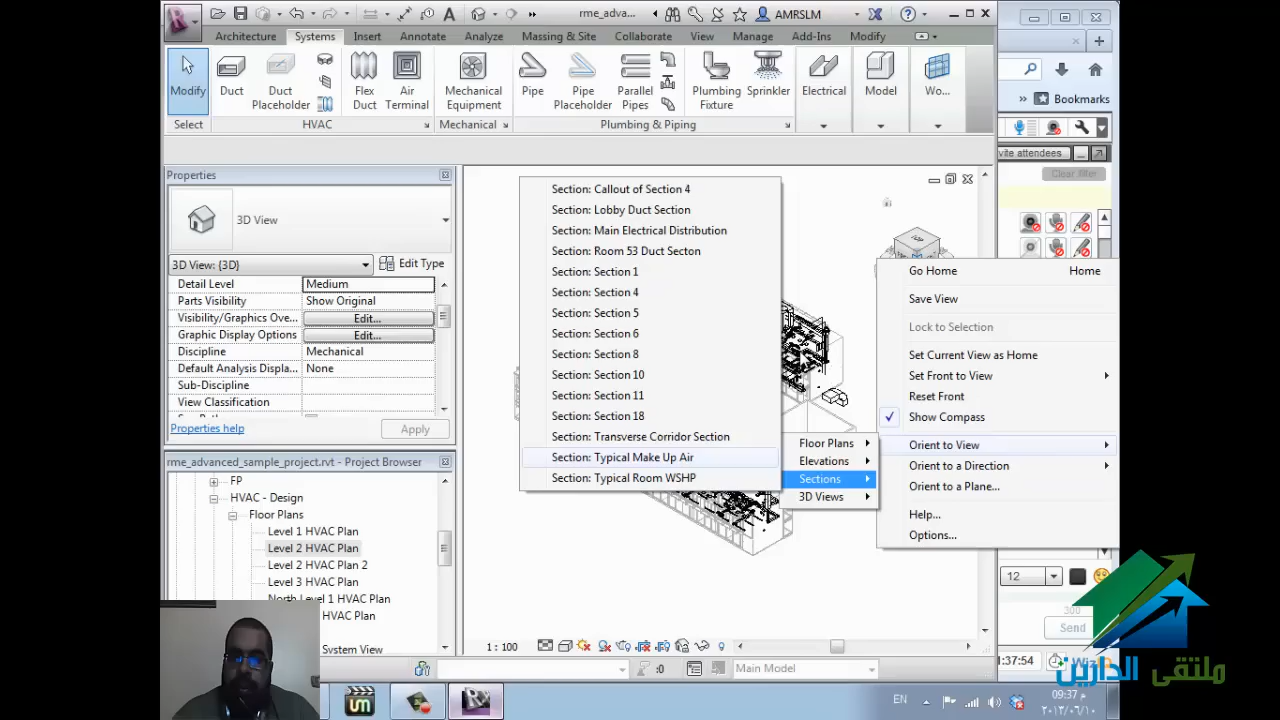 rme_adva...
AMRSLM
Architecture Systems Insert Annotate Analyze Massing & Site Collaborate View Manage Add-Ins Modify
Modify
Duct
Duct Placeholder
Flex Duct
Air Terminal
Mechanical Equipment
Pipe
Pipe Placeholder
Parallel Pipes
Plumbing Fixture
Sprinkler
Electrical
Model
Wo...
Select
HVAC
Mechanical
Plumbing & Piping
Bookmarks
vite attendees
Clear filter
Properties
3D View
3D View: {3D}
Edit Type
Detail Level Medium
Parts Visibility Show Original
Visibility/Graphics Ove... Edit...
Graphic Display Options Edit...
Discipline Mechanical
Default Analysis Displa... None
Sub-Discipline
View Classification
Properties help
Apply
rme_advanced_sample_project.rvt - Project Browser
FP
HVAC - Design
Floor Plans
Level 1 HVAC Plan
Level 2 HVAC Plan
Level 2 HVAC Plan 2
Level 3 HVAC Plan
North Level 1 HVAC Plan
HVAC Plan
System View
Section: Callout of Section 4
Section: Lobby Duct Section
Section: Main Electrical Distribution
Section: Room 53 Duct Secton
Section: Section 1
Section: Section 4
Section: Section 5
Section: Section 6
Section: Section 8
Section: Section 10
Section: Section 11
Section: Section 18
Section: Transverse Corridor Section
Section: Typical Make Up Air
Section: Typical Room WSHP
Floor Plans
Elevations
Sections
3D Views
Go Home Home
Save View
Lock to Selection
Set Current View as Home
Set Front to View
Reset Front
Show Compass
Orient to View
Orient to a Direction
Orient to a Plane...
Help...
Options...
12
300
Send
1:37:54
Wiz
ملتقى الدارين
1 : 100
:0
Main Model
EN
09:37 م
٢٠١٣/٠٦/١٠